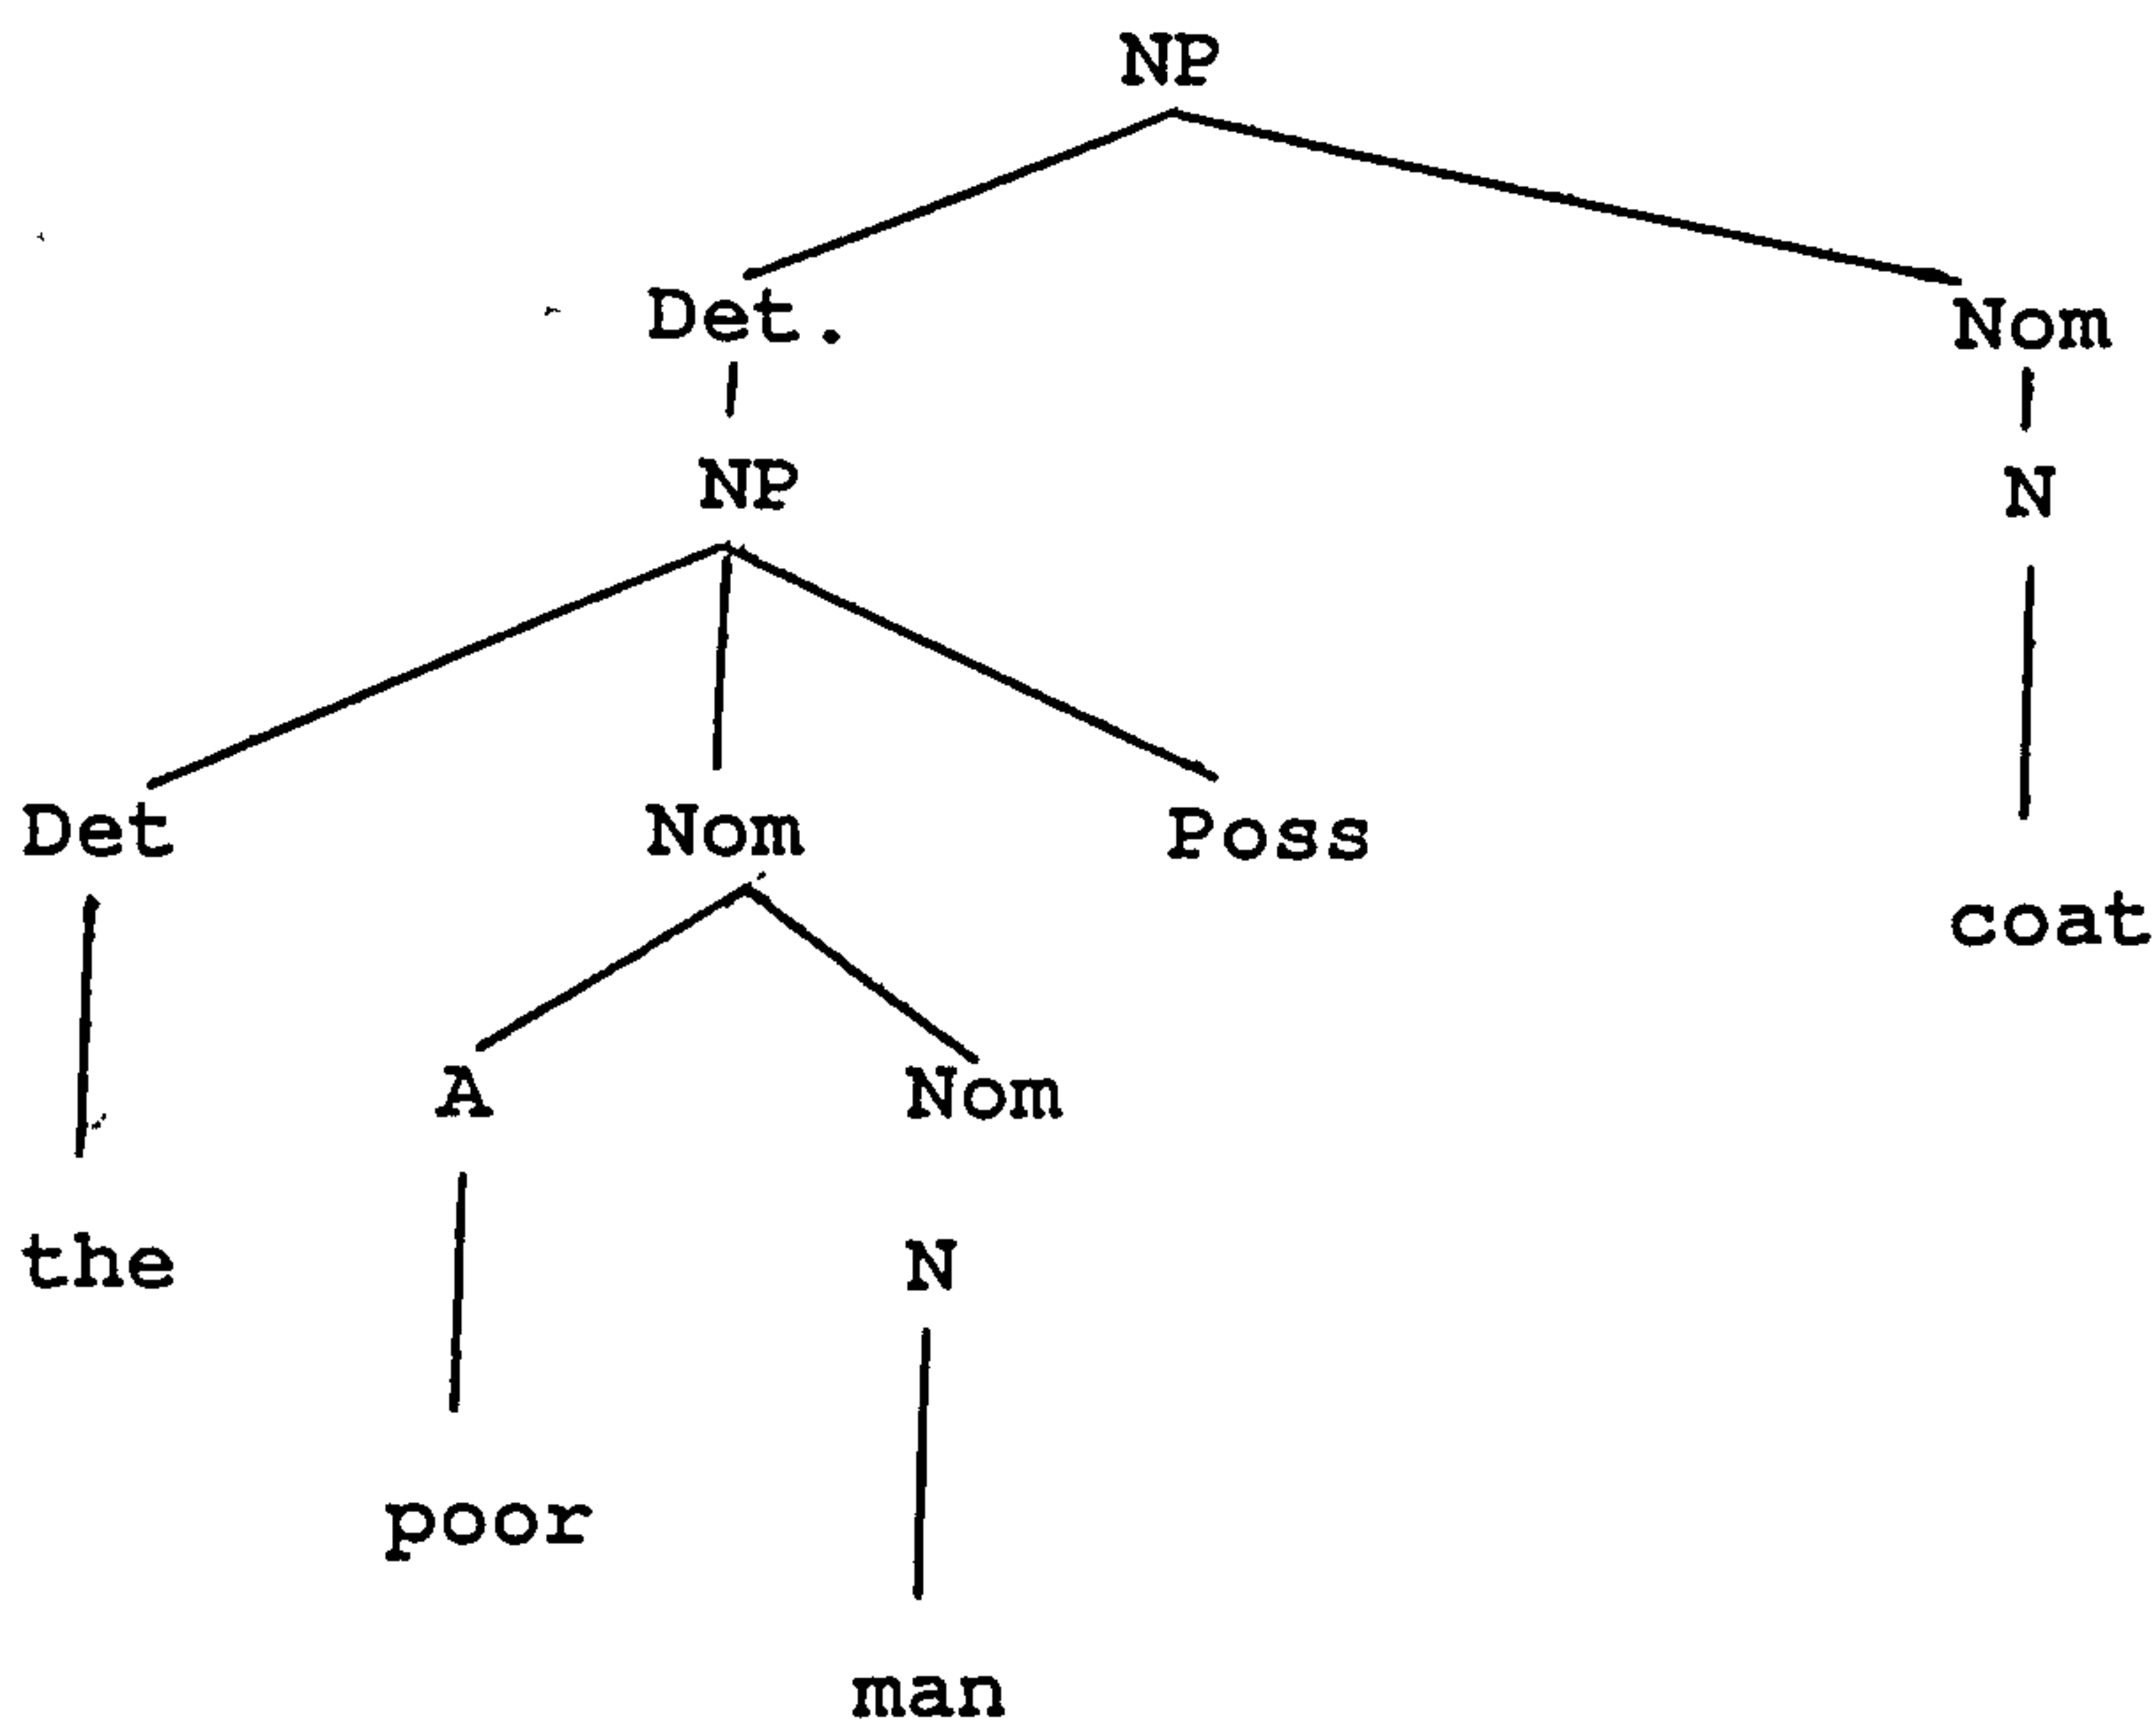 NP
Det. Nom
NP N
Det Nom Poss
coat
A Nom
the N
poor
man